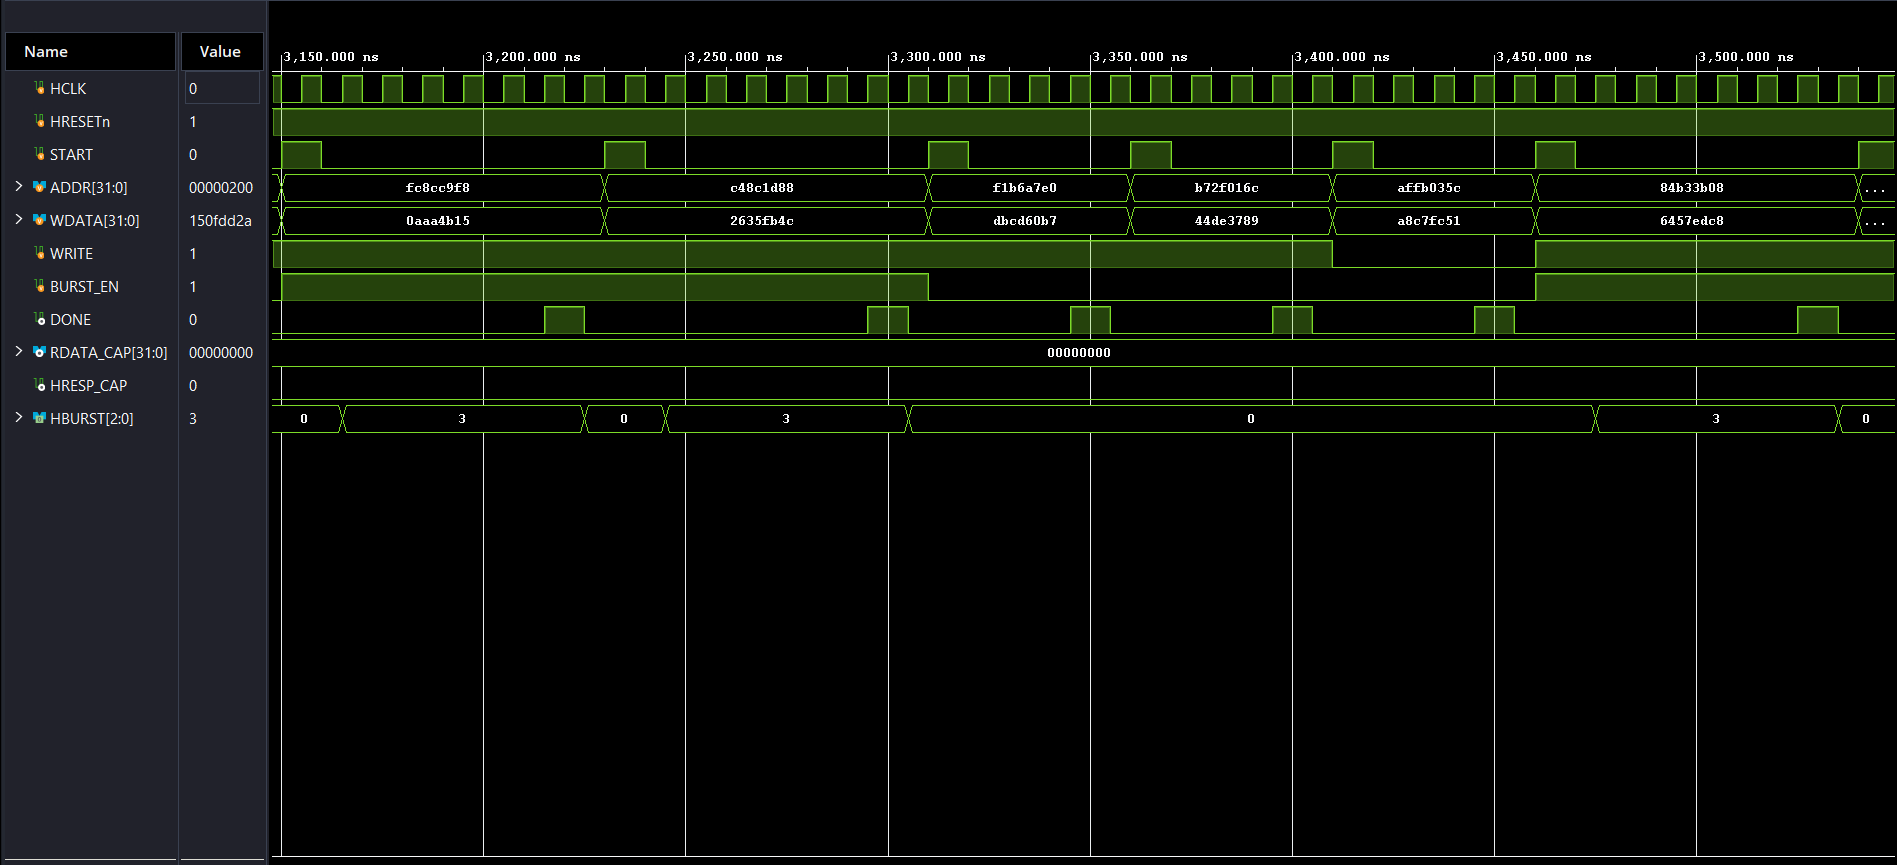 Name Value
3,150.000 ns 3,200.000 ns 3,250.000 ns 3,300.000 ns 3,350.000 ns 3,400.000 ns 3,450.000 ns 3,500.000 ns
HCLK 0
HRESETn 1
START 0
ADDR[31:0] 00000200 fc8cc9f8 c48c1d88 f1b6a7e0 b72f016c affb035c 84b33b08 ...
WDATA[31:0] 150fdd2a 0aaa4b15 2635fb4c dbcd60b7 44de3789 a8c7fc51 6457edc8 ...
WRITE 1
BURST_EN 1
DONE 0
RDATA_CAP[31:0] 00000000 00000000
HRESP_CAP 0
HBURST[2:0] 3 0 3 0 3 0 3 0